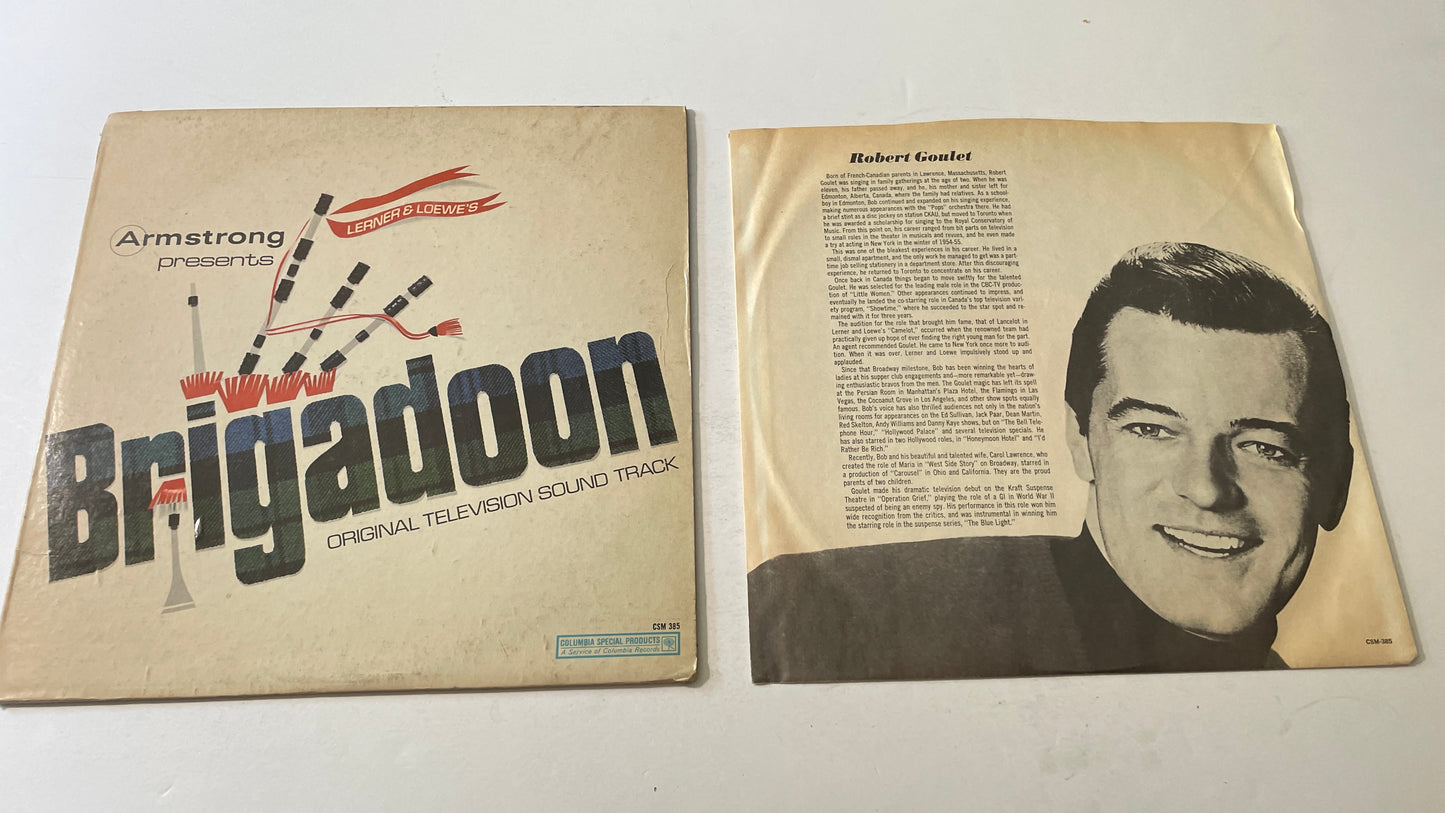 Armstrong
presents
LERNER & LOEWE'S
Brigadoon
ORIGINAL TELEVISION SOUND TRACK
CSM 385
COLUMBIA SPECIAL PRODUCTS
A Service of Columbia Records
Robert Goulet
Born of French-Canadian parents in Lawrence, Massachusetts, Robert
Goulet was singing in family gatherings at the age of two. When he was
eleven, his father passed away, and he, his mother and sister left for
Edmonton, Alberta, Canada, where the family had relatives. As a school-
boy in Edmonton, Bob continued and expanded on his singing experience,
making numerous appearances with the "Pops" orchestra there. He had
a brief stint as a disc jockey on station CKAU, but moved to Toronto when
he was awarded a scholarship for singing to the Royal Conservatory of
Music. From this point on, his career ranged from bit parts on television
to small roles in the theater in musicals and revues, and he even made
a try at acting in New York in the winter of 1954-55.
This was one of the bleakest experiences in his career. He lived in a
small, dismal apartment, and the only work he managed to get was a part-
time job selling stationery in a department store. After this discouraging
experience, he returned to Toronto to concentrate on his career.
Once back in Canada things began to move swiftly for the talented
Goulet. He was selected for the leading male role in the CBC-TV produc-
tion of "Little Women." Other appearances continued to impress, and
eventually he landed the co-starring role in Canada's top television vari-
ety program, "Showtime," where he succeeded to the star spot and re-
mained with it for three years.
The audition for the role that brought him fame, that of Lancelot in
Lerner and Loewe's "Camelot," occurred when the renowned team had
practically given up hope of ever finding the right young man for the part.
An agent recommended Goulet. He came to New York once more to audi-
tion. When it was over, Lerner and Loewe impulsively stood up and
applauded.
Since that Broadway milestone, Bob has been winning the hearts of
ladies at his supper club engagements and—more remarkable yet—draw-
ing enthusiastic bravos from the men. The Goulet magic has left its spell
at the Persian Room in Manhattan's Plaza Hotel, the Flamingo in Las
Vegas, the Cocoanut Grove in Los Angeles, and other show spots equally
famous. Bob's voice has also thrilled audiences not only in the nation's
living rooms for appearances on the Ed Sullivan, Jack Paar, Dean Martin,
Red Skelton, Andy Williams and Danny Kaye shows, but on "The Bell Tele-
phone Hour," "Hollywood Palace" and several television specials. He
has also starred in two Hollywood roles, in "Honeymoon Hotel" and "I'd
Rather Be Rich."
Recently, Bob and his beautiful and talented wife, Carol Lawrence, who
created the role of Maria in "West Side Story" on Broadway, starred in
a production of "Carousel" in Ohio and California. They are the proud
parents of two children.
Goulet made his dramatic television debut on the Kraft Suspense
Theatre in "Operation Grief," playing the role of a GI in World War II
suspected of being an enemy spy. His performance in this role won him
wide recognition from the critics, and was instrumental in winning him
the starring role in the suspense series, "The Blue Light."
CSM-385